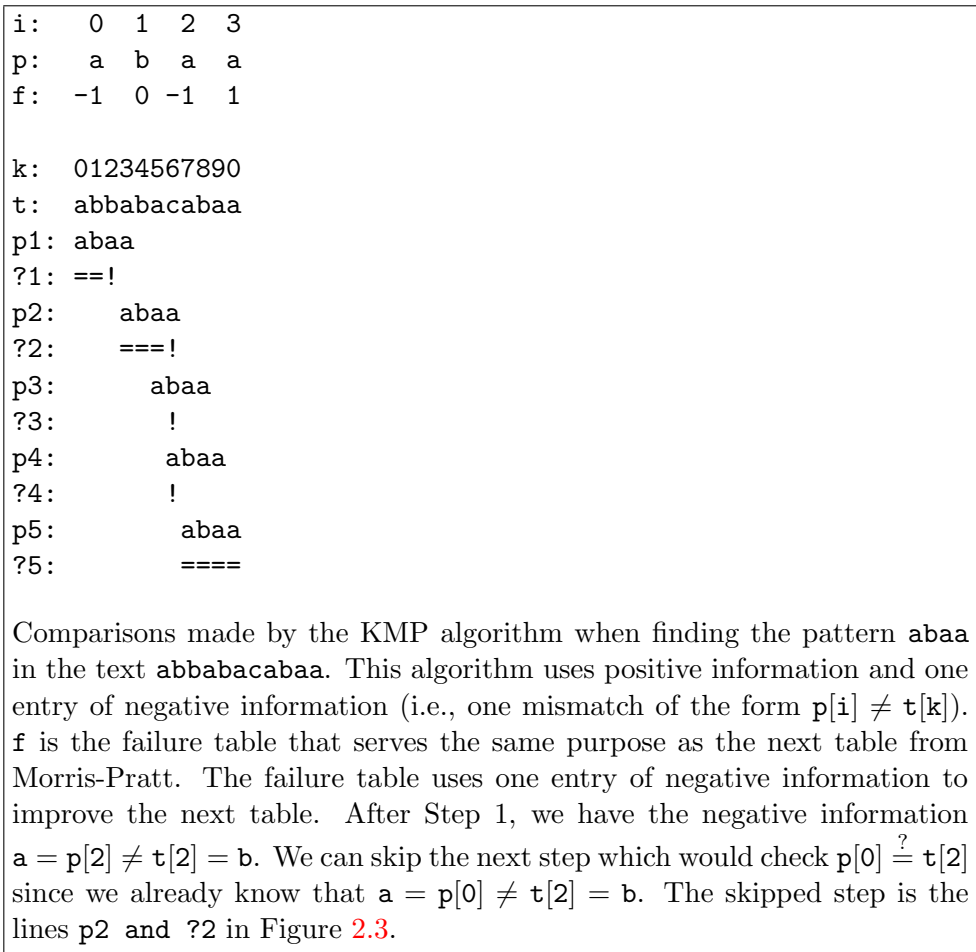 i:   0  1  2  3
p:   a  b  a  a
f:  -1  0 -1  1
k:  01234567890
t:  abbabacabaa
p1: abaa
?1: ==!
p2:    abaa
?2:    ===!
p3:      abaa
?3:       !
p4:       abaa
?4:       !
p5:        abaa
?5:        ====
Comparisons made by the KMP algorithm when finding the pattern abaa
in the text abbabacabaa. This algorithm uses positive information and one
entry of negative information (i.e., one mismatch of the form p[i] ≠ t[k]).
f is the failure table that serves the same purpose as the next table from
Morris-Pratt. The failure table uses one entry of negative information to
improve the next table. After Step 1, we have the negative information
a = p[2] ≠ t[2] = b. We can skip the next step which would check p[0] ≟ t[2]
since we already know that a = p[0] ≠ t[2] = b. The skipped step is the
lines p2 and ?2 in Figure 2.3.